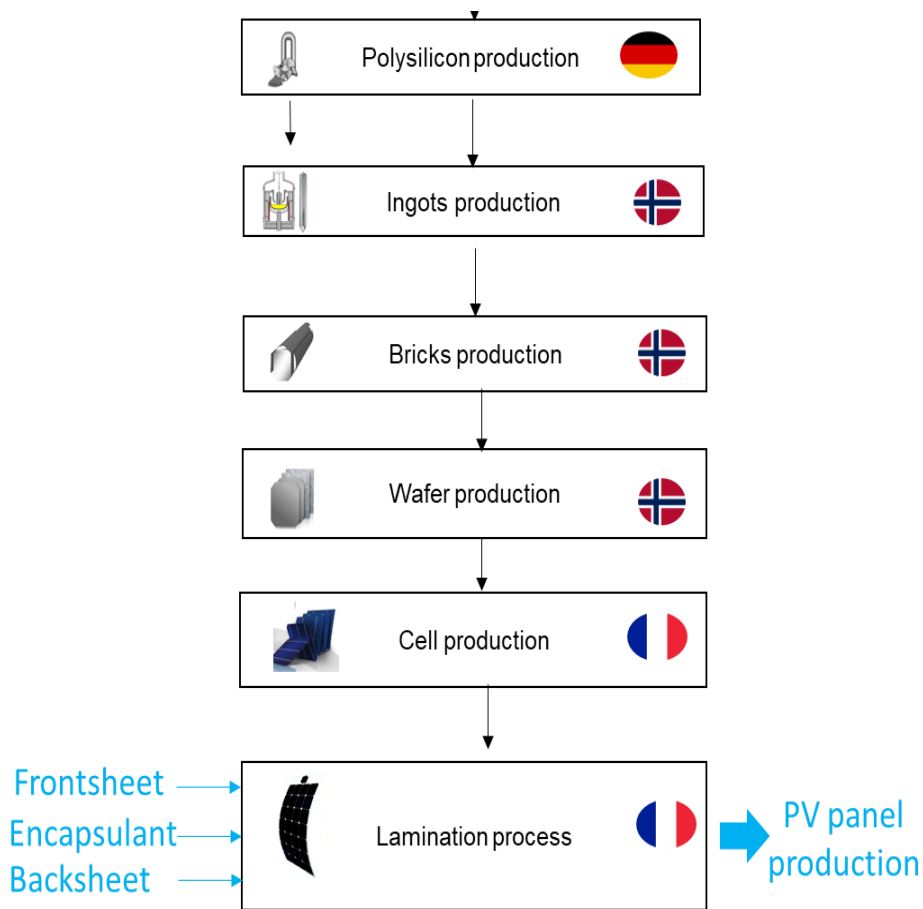 Polysilicon production
Ingots production
Bricks production
Wafer production
Cell production
Frontsheet
Encapsulant
Backsheet
Lamination process
PV panel
production